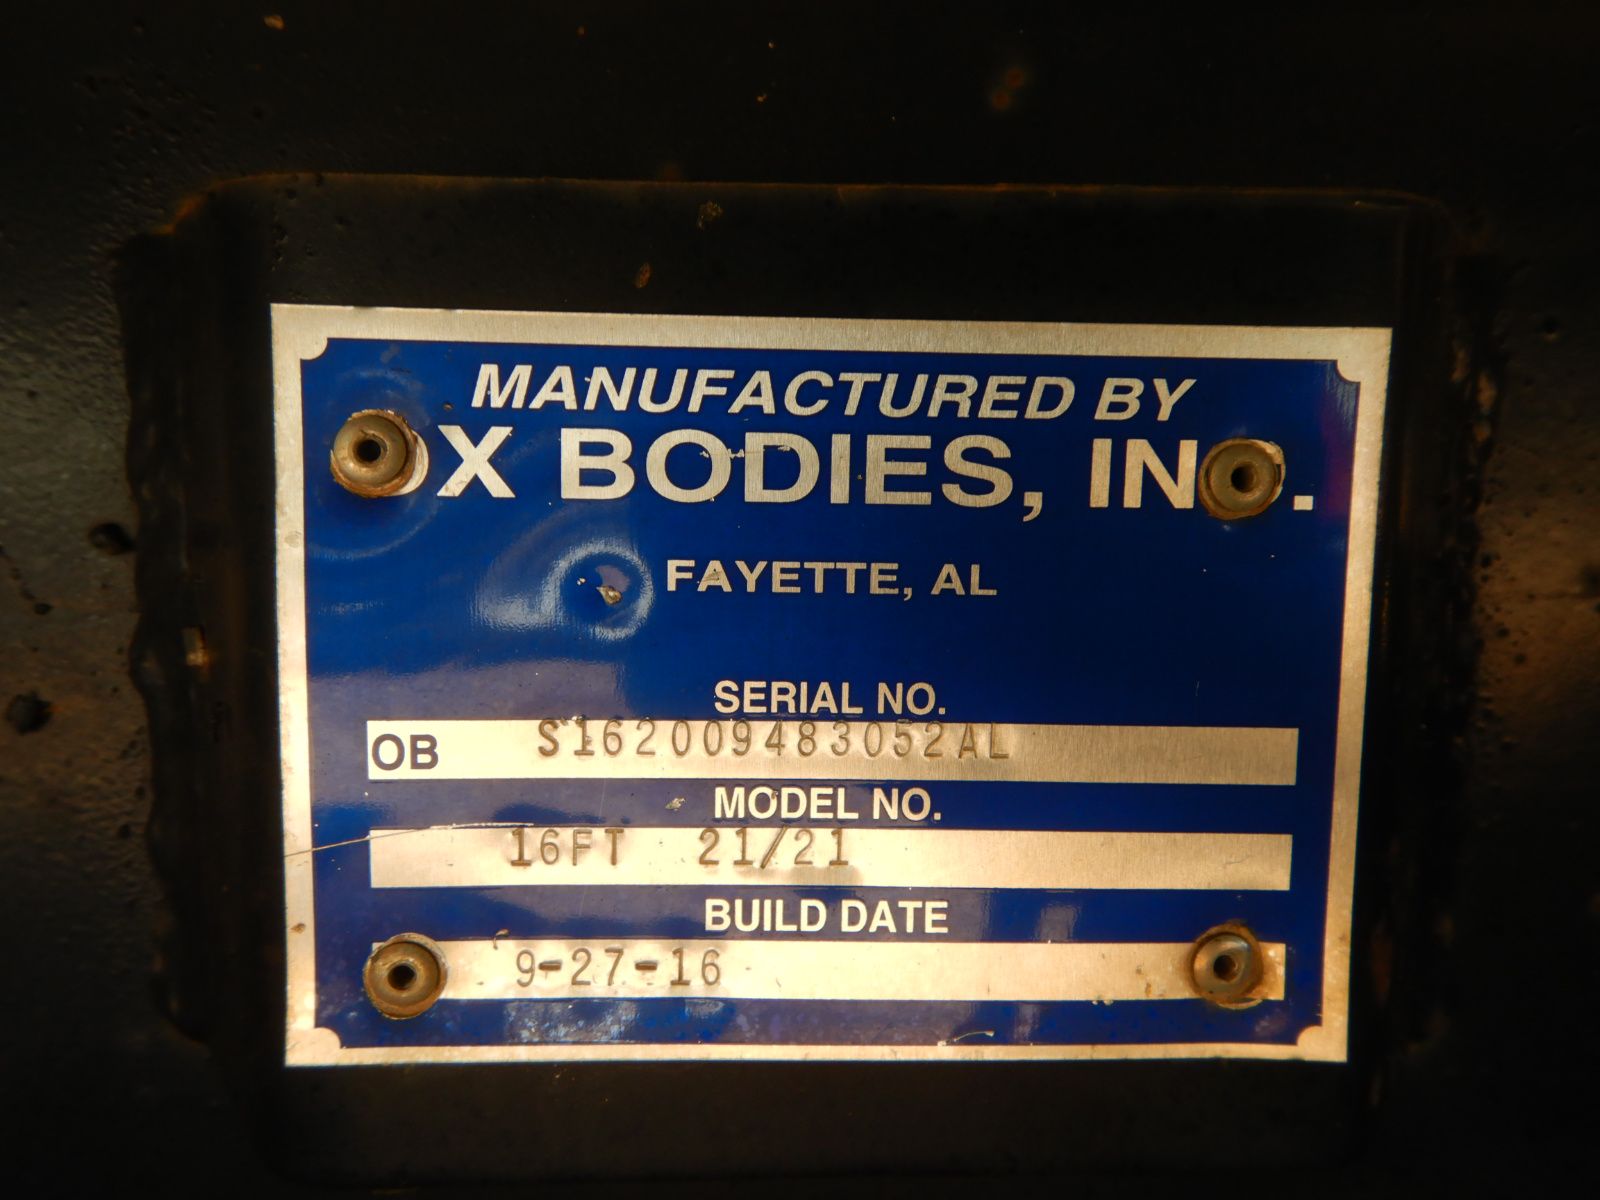 MANUFACTURED BY
X BODIES, INC.
FAYETTE, AL
SERIAL NO.
OB S162009483052AL
MODEL NO.
16FT 21/21
BUILD DATE
9-27-16